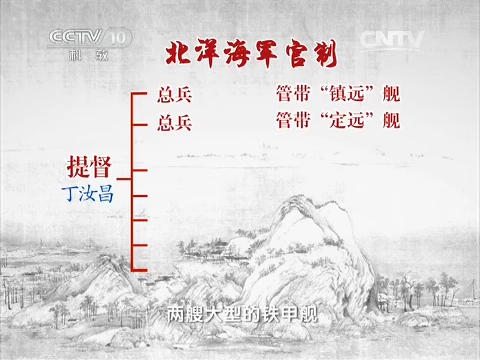 CCTV 10
科教
CNTV
北洋海军官制
总兵 管带“镇远”舰
总兵 管带“定远”舰
提督
丁汝昌
两艘大型的铁甲舰